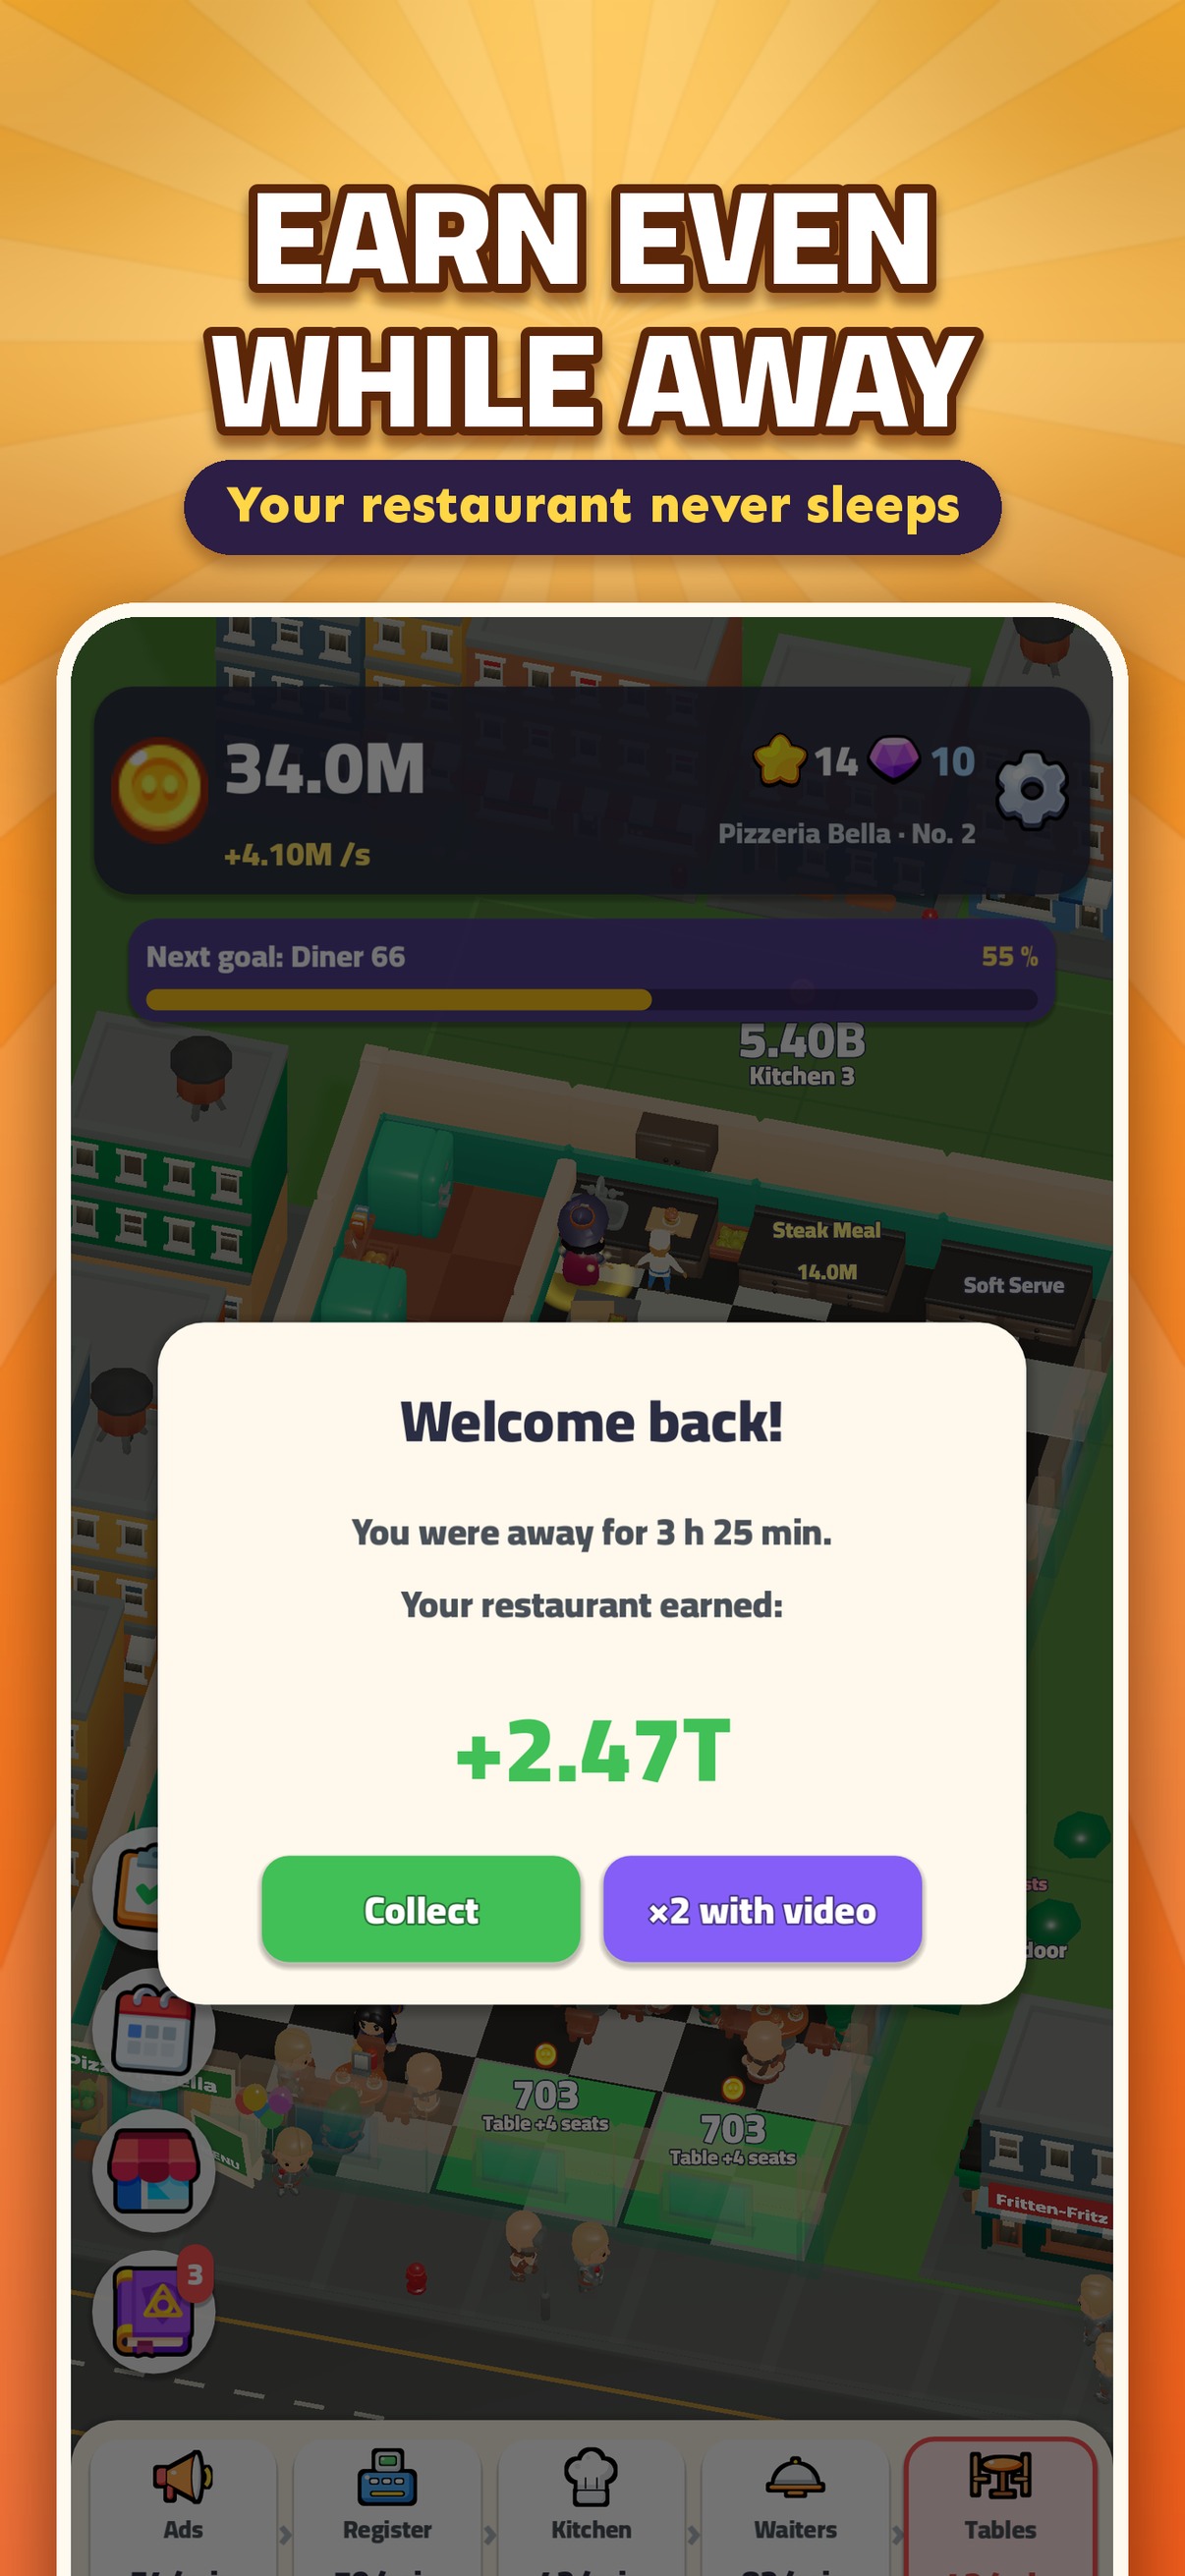 EARN EVEN
WHILE AWAY
Your restaurant never sleeps
34.0M
14 10
Pizzeria Bella · No. 2
+4.10M /s
Next goal: Diner 66 55 %
5.40B
Kitchen 3
Steak Meal
14.0M
Soft Serve
Welcome back!
You were away for 3 h 25 min.
Your restaurant earned:
+2.47T
Collect
×2 with video
703
Table +4 seats
703
Table +4 seats
Fritten-Fritz
3
Ads
Register
Kitchen
Waiters
Tables